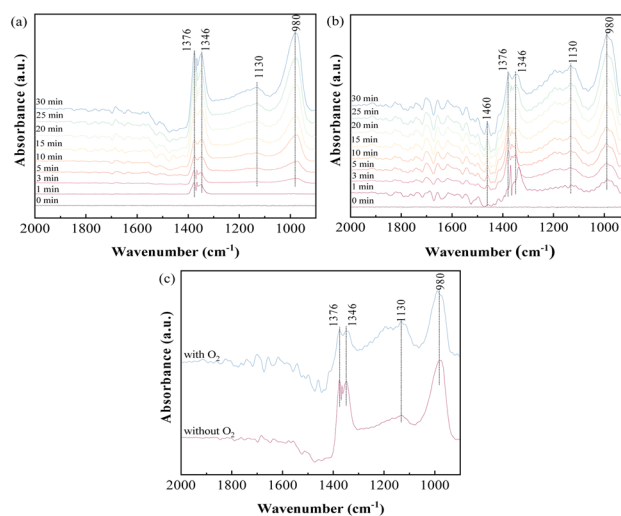 (a)
1376
1346
1130
980
30 min
25 min
20 min
15 min
10 min
5 min
3 min
1 min
0 min
Absorbance (a.u.)
2000 1800 1600 1400 1200 1000
Wavenumber (cm⁻¹)
(b)
1460
1376
1346
1130
980
30 min
25 min
20 min
15 min
10 min
5 min
3 min
1 min
0 min
Absorbance (a.u.)
2000 1800 1600 1400 1200 1000
Wavenumber (cm⁻¹)
(c)
1376
1346
1130
980
with O₂
without O₂
Absorbance (a.u.)
2000 1800 1600 1400 1200 1000
Wavenumber (cm⁻¹)